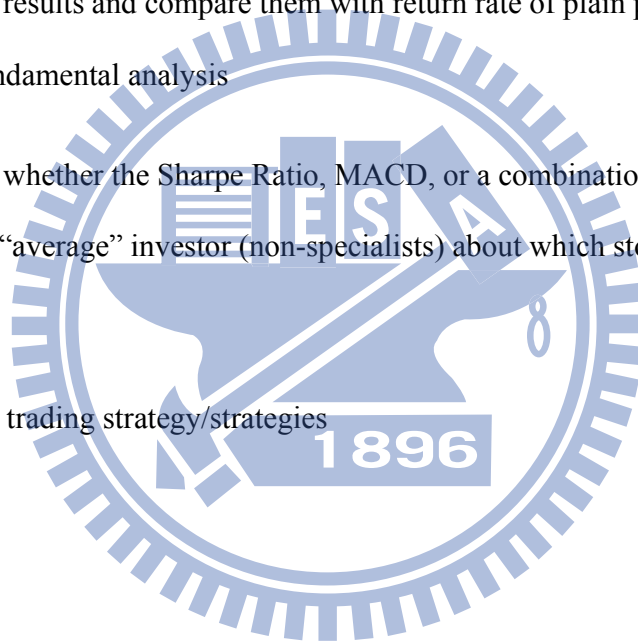 results and compare them with return rate of plain p
ndamental analysis
whether the Sharpe Ratio, MACD, or a combinatio
“average” investor (non-specialists) about which sto
trading strategy/strategies
E S A
8
1896